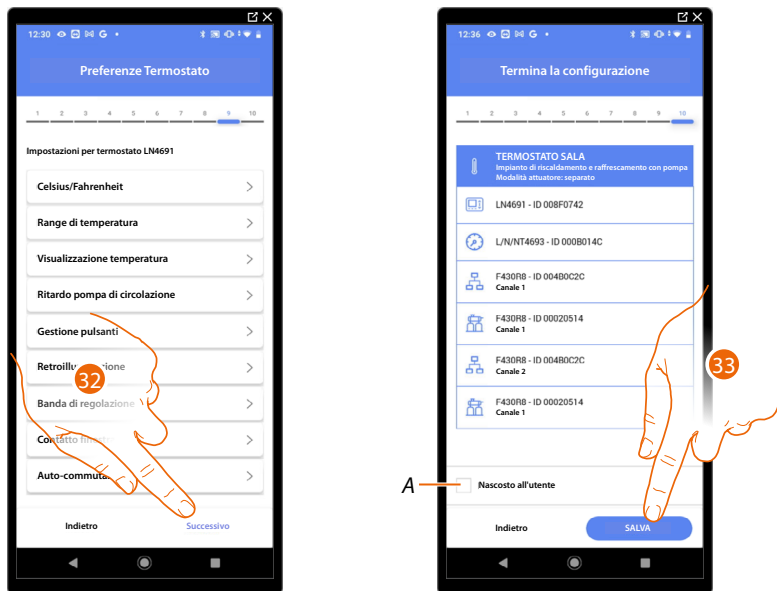 12:30
Preferenze Termostato
1 2 3 4 5 6 7 8 9 10
Impostazioni per termostato LN4691
Celsius/Fahrenheit
Range di temperatura
Visualizzazione temperatura
Ritardo pompa di circolazione
Gestione pulsanti
32
Banda di regolazione
Indietro
Successivo
12:36
Termina la configurazione
1 2 3 4 5 6 7 8 9 10
TERMOSTATO SALA
Impianto di riscaldamento e raffrescamento con pompa
Modalità attuatore: separato
LN4691 - ID 008F0742
L/N/NT4693 - ID 000B014C
F430R8 - ID 004B0C2C
Canale 1
F430R8 - ID 00020514
Canale 1
F430R8 - ID 004B0C2C
Canale 2
F430R8 - ID 00020514
Canale 1
33
A
Nascosto all'utente
Indietro
SALVA